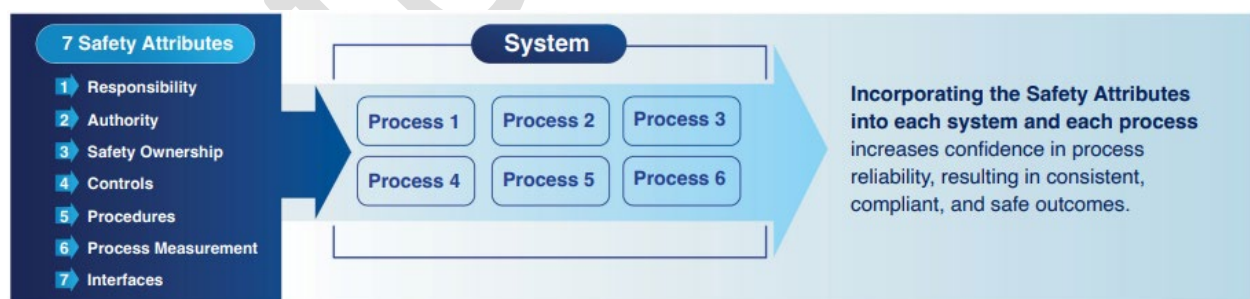 7 Safety Attributes
1 Responsibility
2 Authority
3 Safety Ownership
4 Controls
5 Procedures
6 Process Measurement
7 Interfaces
System
Process 1 Process 2 Process 3
Process 4 Process 5 Process 6
Incorporating the Safety Attributes
into each system and each process
increases confidence in process
reliability, resulting in consistent,
compliant, and safe outcomes.